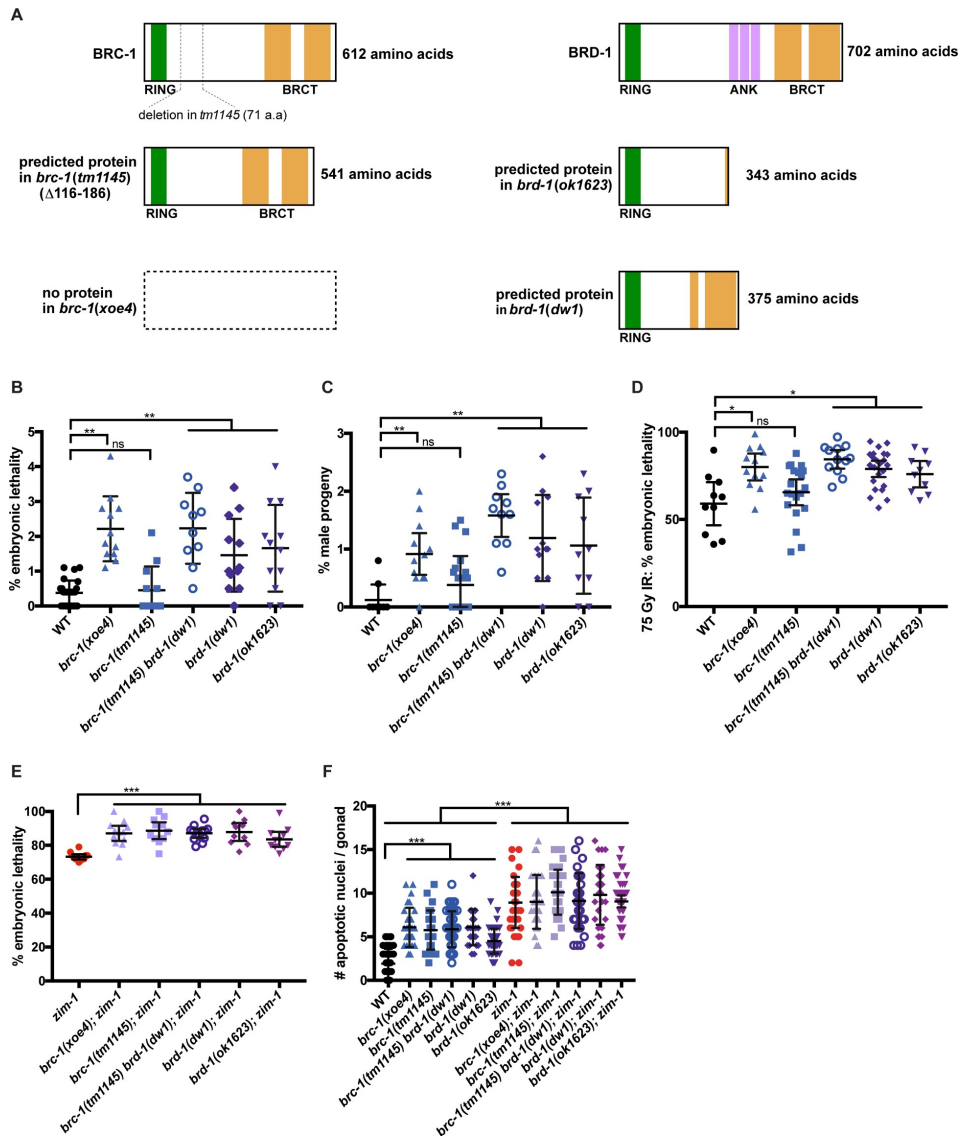 A
BRC-1
612 amino acids
RING
BRCT
deletion in tm1145 (71 a.a)
BRD-1
702 amino acids
RING
ANK
BRCT
predicted protein
in brc-1(tm1145)
(Δ116-186)
541 amino acids
RING
BRCT
predicted protein
in brd-1(ok1623)
343 amino acids
RING
no protein
in brc-1(xoe4)
predicted protein
in brd-1(dw1)
375 amino acids
RING
B
% embryonic lethality
5
4
3
2
1
0
**
**
ns
WT
brc-1(xoe4)
brc-1(tm1145)
brc-1(tm1145) brd-1(dw1)
brd-1(dw1)
brd-1(ok1623)
C
% male progeny
3
2
1
0
**
**
ns
WT
brc-1(xoe4)
brc-1(tm1145)
brc-1(tm1145) brd-1(dw1)
brd-1(dw1)
brd-1(ok1623)
D
75 Gy IR: % embryonic lethality
100
50
0
*
*
ns
WT
brc-1(xoe4)
brc-1(tm1145)
brc-1(tm1145) brd-1(dw1)
brd-1(dw1)
brd-1(ok1623)
E
% embryonic lethality
100
80
60
40
20
0
***
zim-1
brc-1(xoe4); zim-1
brc-1(tm1145); zim-1
brc-1(tm1145) brd-1(dw1); zim-1
brd-1(dw1); zim-1
brd-1(ok1623); zim-1
F
# apoptotic nuclei / gonad
20
15
10
5
0
***
***
WT
brc-1(xoe4)
brc-1(tm1145)
brc-1(tm1145) brd-1(dw1)
brd-1(dw1)
brd-1(ok1623)
zim-1
brc-1(xoe4); zim-1
brc-1(tm1145); zim-1
brc-1(tm1145) brd-1(dw1); zim-1
brd-1(dw1); zim-1
brd-1(ok1623); zim-1